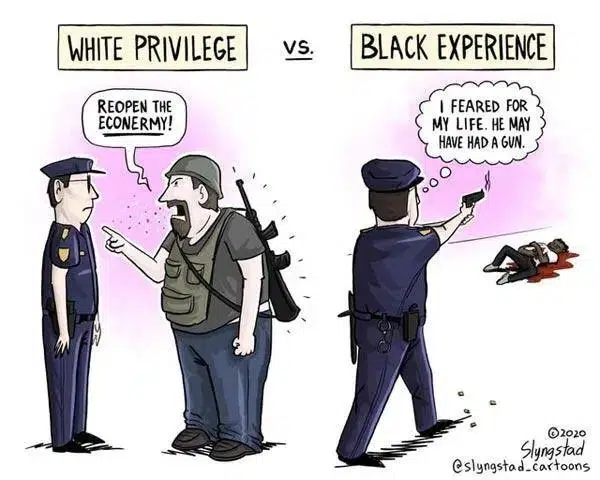 WHITE PRIVILEGE
VS.
BLACK EXPERIENCE
REOPEN THE
ECONERMY!
I FEARED FOR
MY LIFE. HE MAY
HAVE HAD A GUN.
©2020
Slyngstad
@slyngstad_cartoons